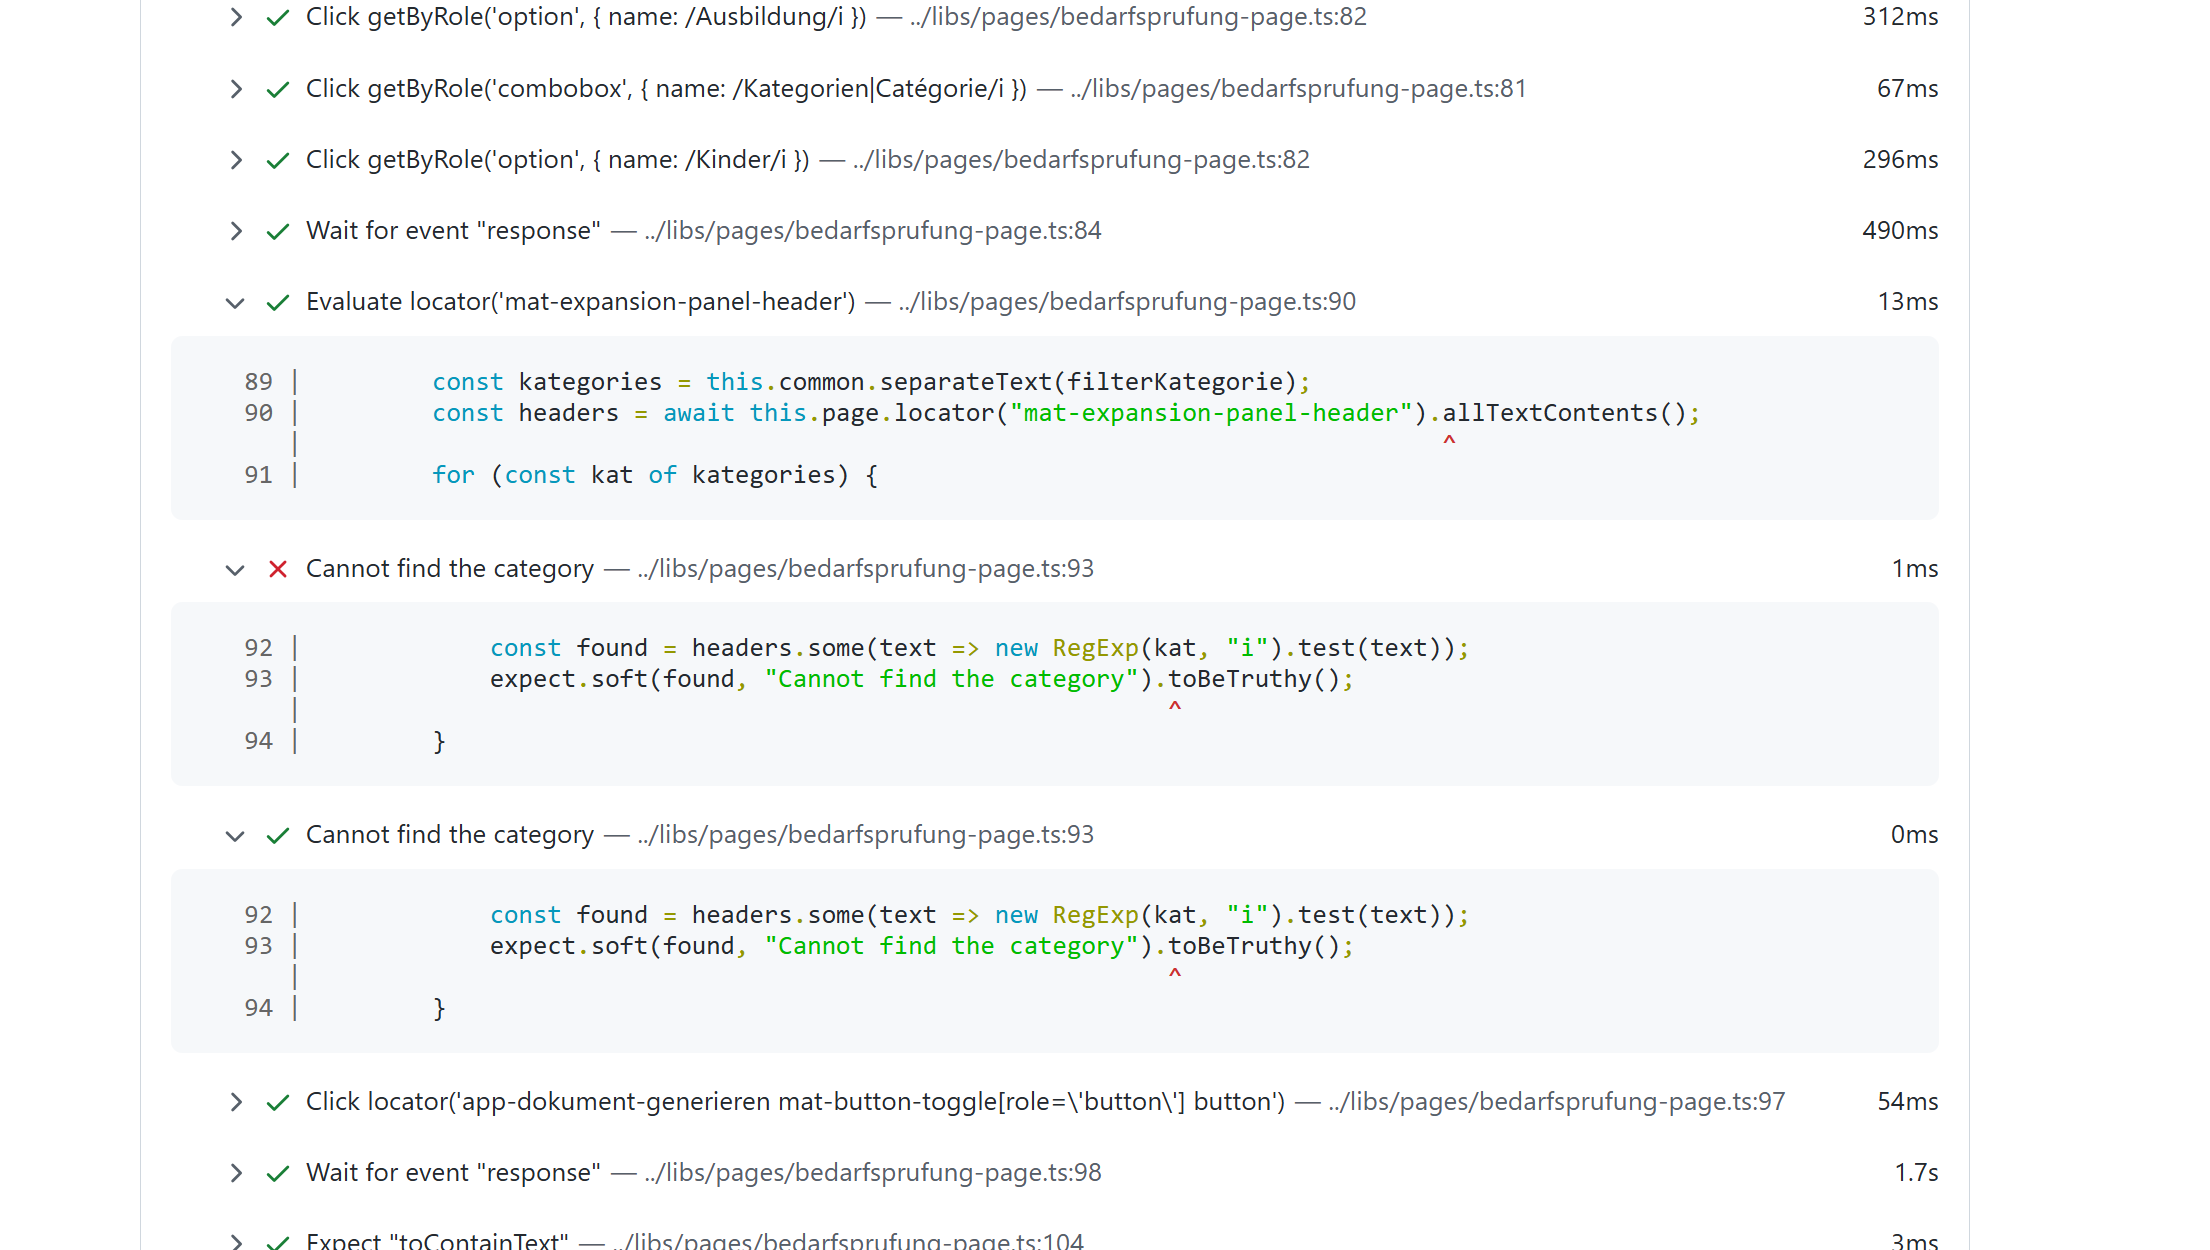 Click getByRole('option', { name: /Ausbildung/i }) — ../libs/pages/bedarfsprufung-page.ts:82 312ms
Click getByRole('combobox', { name: /Kategorien|Catégorie/i }) — ../libs/pages/bedarfsprufung-page.ts:81 67ms
Click getByRole('option', { name: /Kinder/i }) — ../libs/pages/bedarfsprufung-page.ts:82 296ms
Wait for event "response" — ../libs/pages/bedarfsprufung-page.ts:84 490ms
Evaluate locator('mat-expansion-panel-header') — ../libs/pages/bedarfsprufung-page.ts:90 13ms
89 | const kategories = this.common.separateText(filterKategorie);
90 | const headers = await this.page.locator("mat-expansion-panel-header").allTextContents();
| ^
91 | for (const kat of kategories) {
Cannot find the category — ../libs/pages/bedarfsprufung-page.ts:93 1ms
92 | const found = headers.some(text => new RegExp(kat, "i").test(text));
93 | expect.soft(found, "Cannot find the category").toBeTruthy();
| ^
94 | }
Cannot find the category — ../libs/pages/bedarfsprufung-page.ts:93 0ms
92 | const found = headers.some(text => new RegExp(kat, "i").test(text));
93 | expect.soft(found, "Cannot find the category").toBeTruthy();
| ^
94 | }
Click locator('app-dokument-generieren mat-button-toggle[role=\'button\'] button') — ../libs/pages/bedarfsprufung-page.ts:97 54ms
Wait for event "response" — ../libs/pages/bedarfsprufung-page.ts:98 1.7s
Expect "toContainText" — ../libs/pages/bedarfsprufung-page.ts:104 3ms